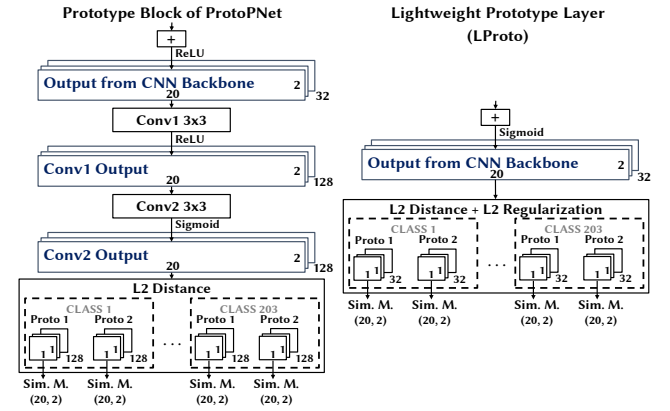 Prototype Block of ProtoPNet
+
ReLU
Output from CNN Backbone
2
20
32
Conv1 3x3
ReLU
Conv1 Output
2
20
128
Conv2 3x3
Sigmoid
Conv2 Output
2
20
128
L2 Distance
CLASS 1
CLASS 203
Proto 1 Proto 2 ... Proto 1 Proto 2
1 1 128 1 1 128 1 1 128 1 1 128
Sim. M. Sim. M. Sim. M. Sim. M.
(20, 2) (20, 2) (20, 2) (20, 2)
Lightweight Prototype Layer
(LProto)
+
Sigmoid
Output from CNN Backbone
2
20
32
L2 Distance + L2 Regularization
CLASS 1
CLASS 203
Proto 1 Proto 2 ... Proto 1 Proto 2
1 1 32 1 1 32 1 1 32 1 1 32
Sim. M. Sim. M. Sim. M. Sim. M.
(20, 2) (20, 2) (20, 2) (20, 2)